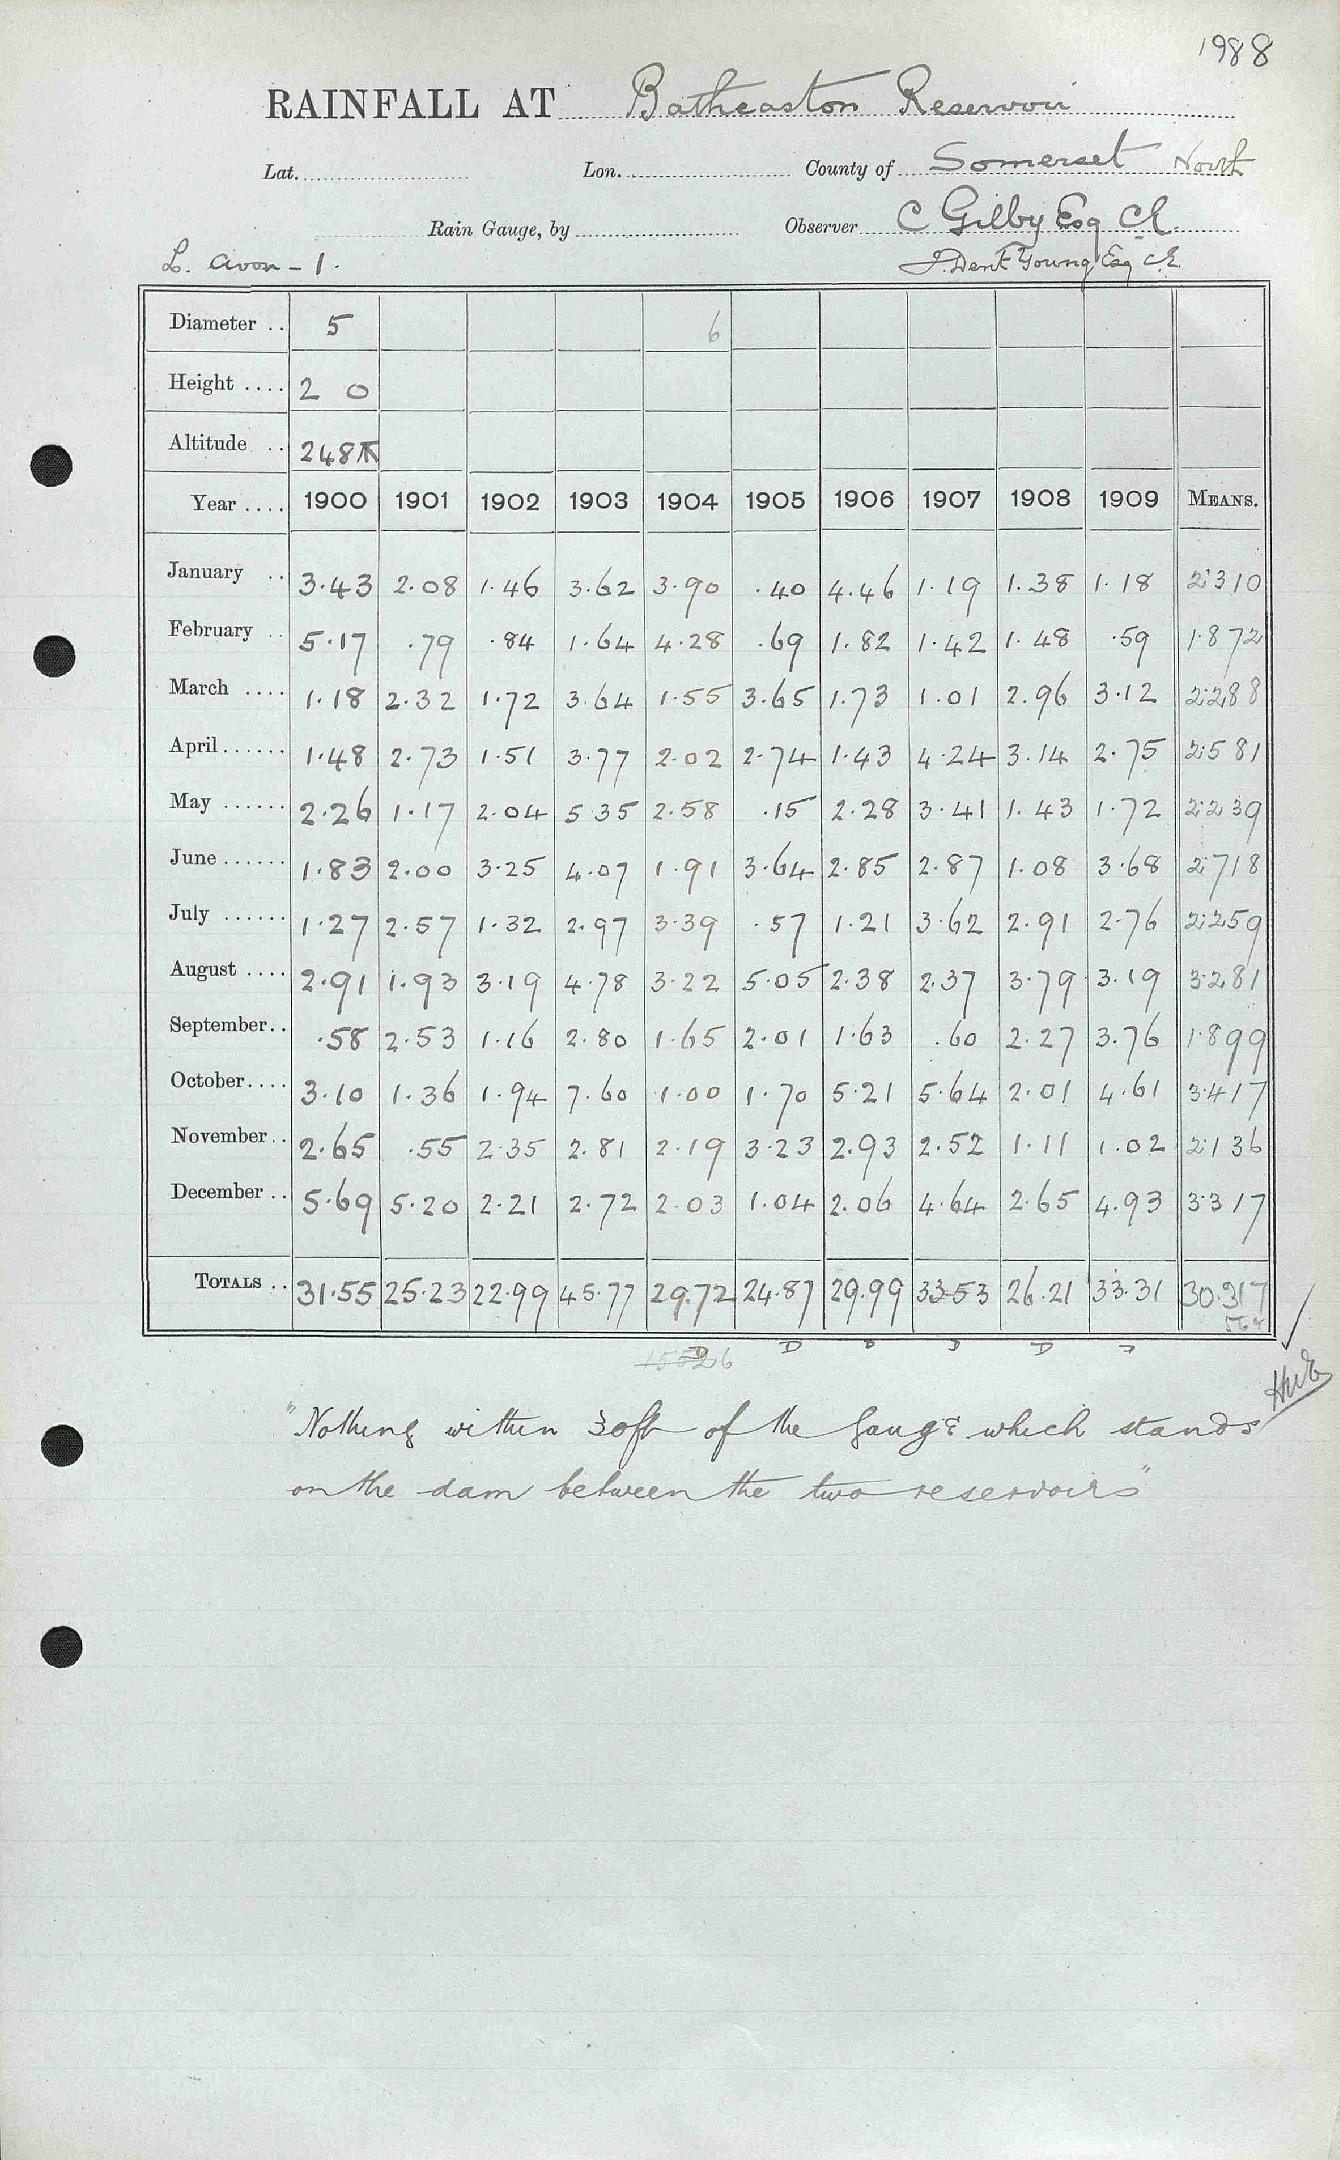 1988
RAINFALL AT Batheaston Reservoir
Lat. Lon. County of Somerset North
Rain Gauge, by Observer C Gilby Esq C.E.
L. Avon - 1. J. Dent Young Esq C.E.
Diameter .. 5 6
Height .... 2 0
Altitude .. 248
Year .... 1900 1901 1902 1903 1904 1905 1906 1907 1908 1909 MEANS.
January .. 3.43 2.08 1.46 3.62 3.90 .40 4.46 1.19 1.38 1.18 2.310
February .. 5.17 .79 .84 1.64 4.28 .69 1.82 1.42 1.48 .59 1.872
March .... 1.18 2.32 1.72 3.64 1.55 3.65 1.73 1.01 2.96 3.12 2.288
April ...... 1.48 2.73 1.51 3.77 2.02 2.74 1.43 4.24 3.14 2.75 2.581
May ...... 2.26 1.17 2.04 5.35 2.58 .15 2.28 3.41 1.43 1.72 2.239
June ...... 1.83 2.00 3.25 4.07 1.91 3.64 2.85 2.87 1.08 3.68 2.718
July ...... 1.27 2.57 1.32 2.97 3.39 .57 1.21 3.62 2.91 2.76 2.259
August .... 2.91 1.93 3.19 4.78 3.22 5.05 2.38 2.37 3.79 3.19 3.281
September .. .58 2.53 1.16 2.80 1.65 2.01 1.63 .60 2.27 3.76 1.899
October .... 3.10 1.36 1.94 7.60 1.00 1.70 5.21 5.64 2.01 4.61 3.417
November .. 2.65 .55 2.35 2.81 2.19 3.23 2.93 2.52 1.11 1.02 2.136
December .. 5.69 5.20 2.21 2.72 2.03 1.04 2.06 4.64 2.65 4.93 3.317
TOTALS .. 31.55 25.23 22.99 45.77 29.72 24.87 29.99 33.53 26.21 33.31 30.317
D D D D D D
"Nothing within 30ft of the gauge which stands
on the dam between the two reservoirs"